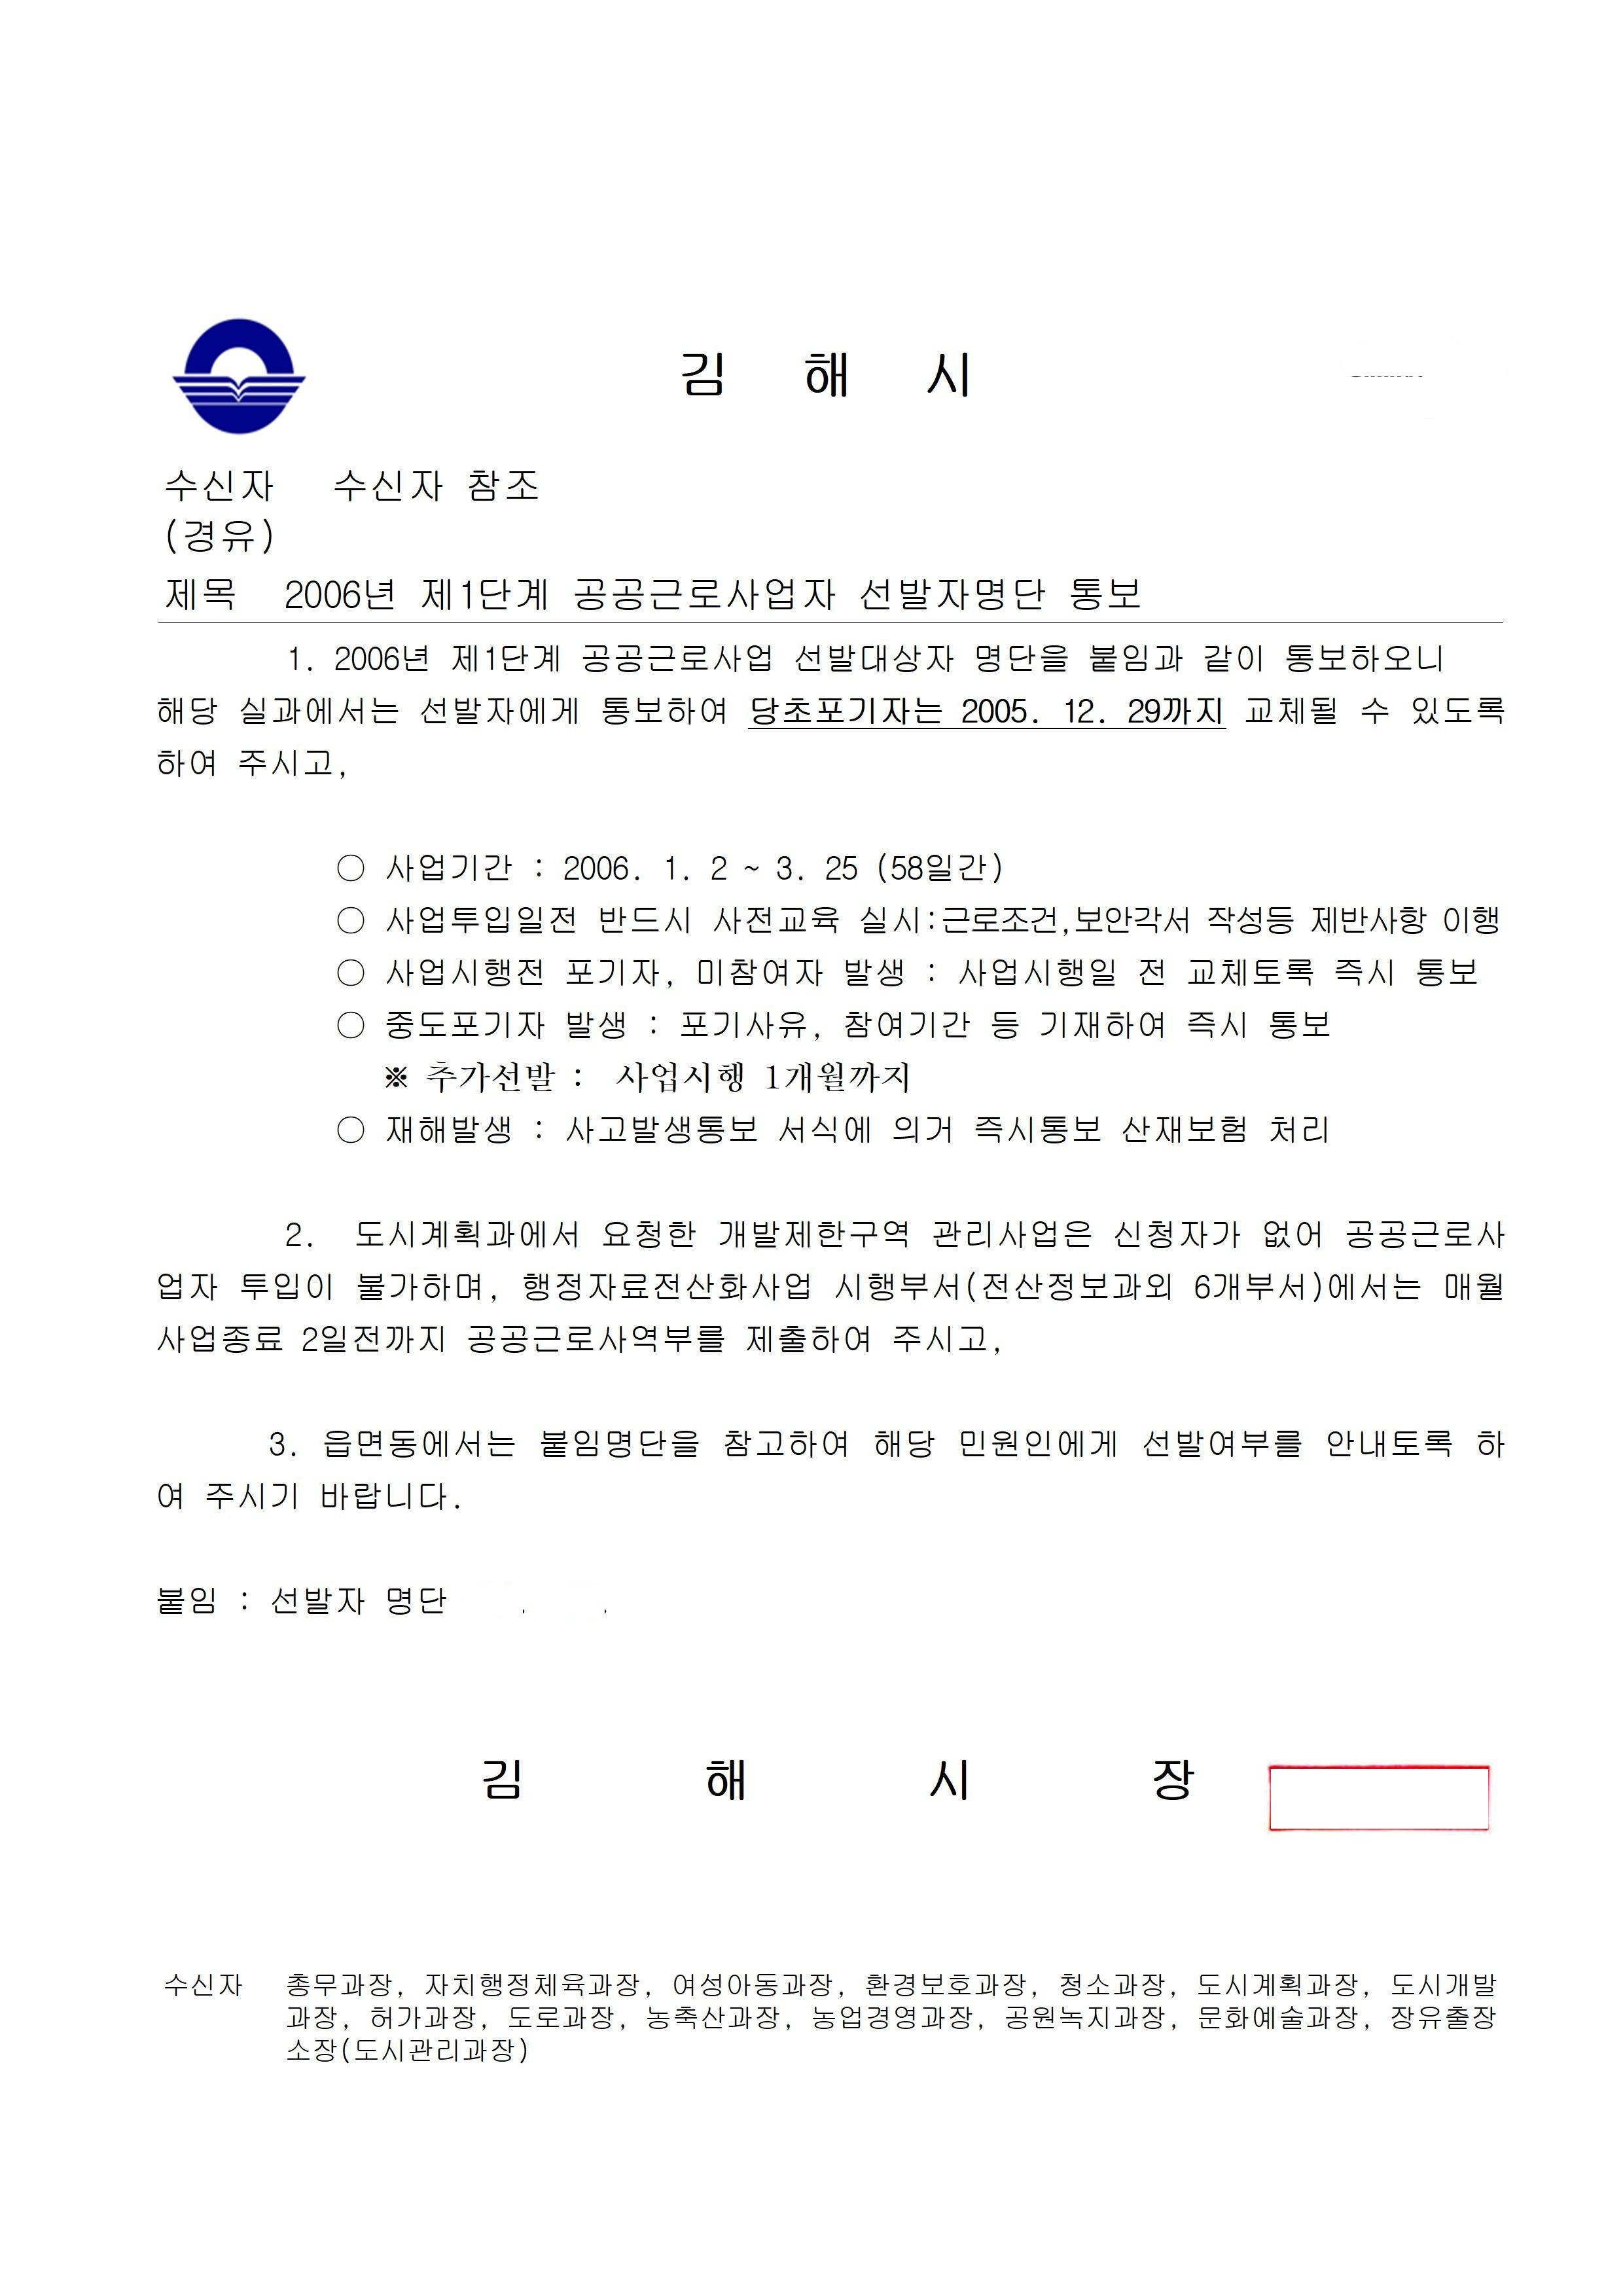 김 해 시
수신자 수신자 참조
(경유)
제목 2006년 제1단계 공공근로사업자 선발자명단 통보
1. 2006년 제1단계 공공근로사업 선발대상자 명단을 붙임과 같이 통보하오니
해당 실과에서는 선발자에게 통보하여 당초포기자는 2005. 12. 29까지 교체될 수 있도록
하여 주시고,
○ 사업기간 : 2006. 1. 2 ~ 3. 25 (58일간)
○ 사업투입일전 반드시 사전교육 실시:근로조건,보안각서 작성등 제반사항 이행
○ 사업시행전 포기자, 미참여자 발생 : 사업시행일 전 교체토록 즉시 통보
○ 중도포기자 발생 : 포기사유, 참여기간 등 기재하여 즉시 통보
※ 추가선발 : 사업시행 1개월까지
○ 재해발생 : 사고발생통보 서식에 의거 즉시통보 산재보험 처리
2. 도시계획과에서 요청한 개발제한구역 관리사업은 신청자가 없어 공공근로사
업자 투입이 불가하며, 행정자료전산화사업 시행부서(전산정보과외 6개부서)에서는 매월
사업종료 2일전까지 공공근로사역부를 제출하여 주시고,
3. 읍면동에서는 붙임명단을 참고하여 해당 민원인에게 선발여부를 안내토록 하
여 주시기 바랍니다.
붙임 : 선발자 명단
김 해 시 장
수신자 총무과장, 자치행정체육과장, 여성아동과장, 환경보호과장, 청소과장, 도시계획과장, 도시개발
과장, 허가과장, 도로과장, 농축산과장, 농업경영과장, 공원녹지과장, 문화예술과장, 장유출장
소장(도시관리과장)